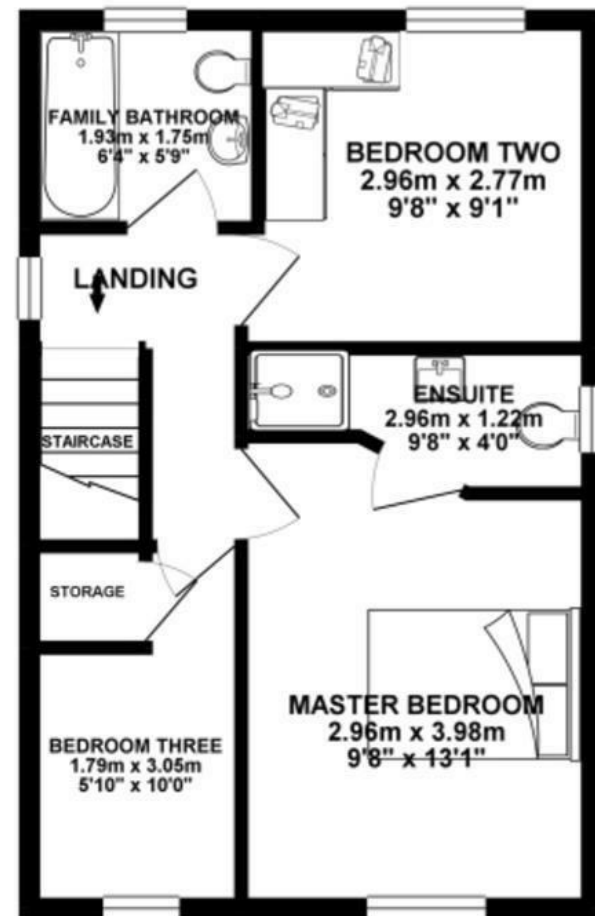 FAMILY BATHROOM
1.93m x 1.75m
6'4" x 5'9"
BEDROOM TWO
2.96m x 2.77m
9'8" x 9'1"
LANDING
ENSUITE
2.96m x 1.22m
9'8" x 4'0"
STAIRCASE
STORAGE
MASTER BEDROOM
2.96m x 3.98m
9'8" x 13'1"
BEDROOM THREE
1.79m x 3.05m
5'10" x 10'0"